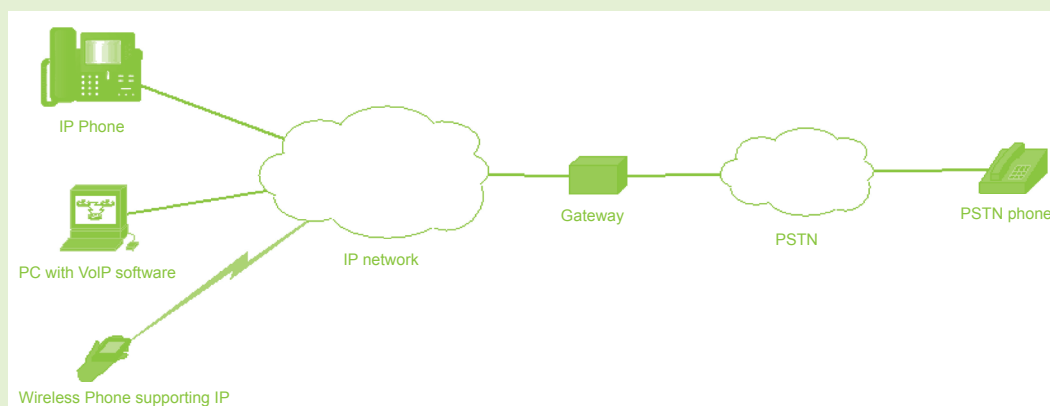 IP Phone
PC with VoIP software
Wireless Phone supporting IP
IP network
Gateway
PSTN
PSTN phone